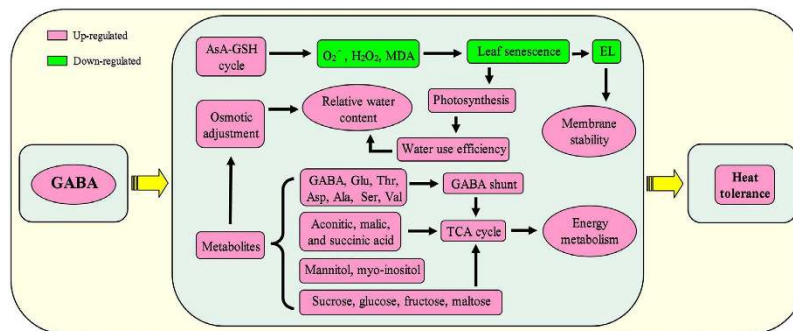 Up-regulated
Down-regulated
AsA-GSH
cycle
O₂⁻, H₂O₂, MDA
Leaf senescence
EL
Osmotic
adjustment
Relative water
content
Photosynthesis
Membrane
stability
Water use efficiency
GABA
Heat
tolerance
GABA, Glu, Thr,
Asp, Ala, Ser, Val
GABA shunt
Metabolites
Aconitic, malic,
and succinic acid
TCA cycle
Energy
metabolism
Mannitol, myo-inositol
Sucrose, glucose, fructose, maltose